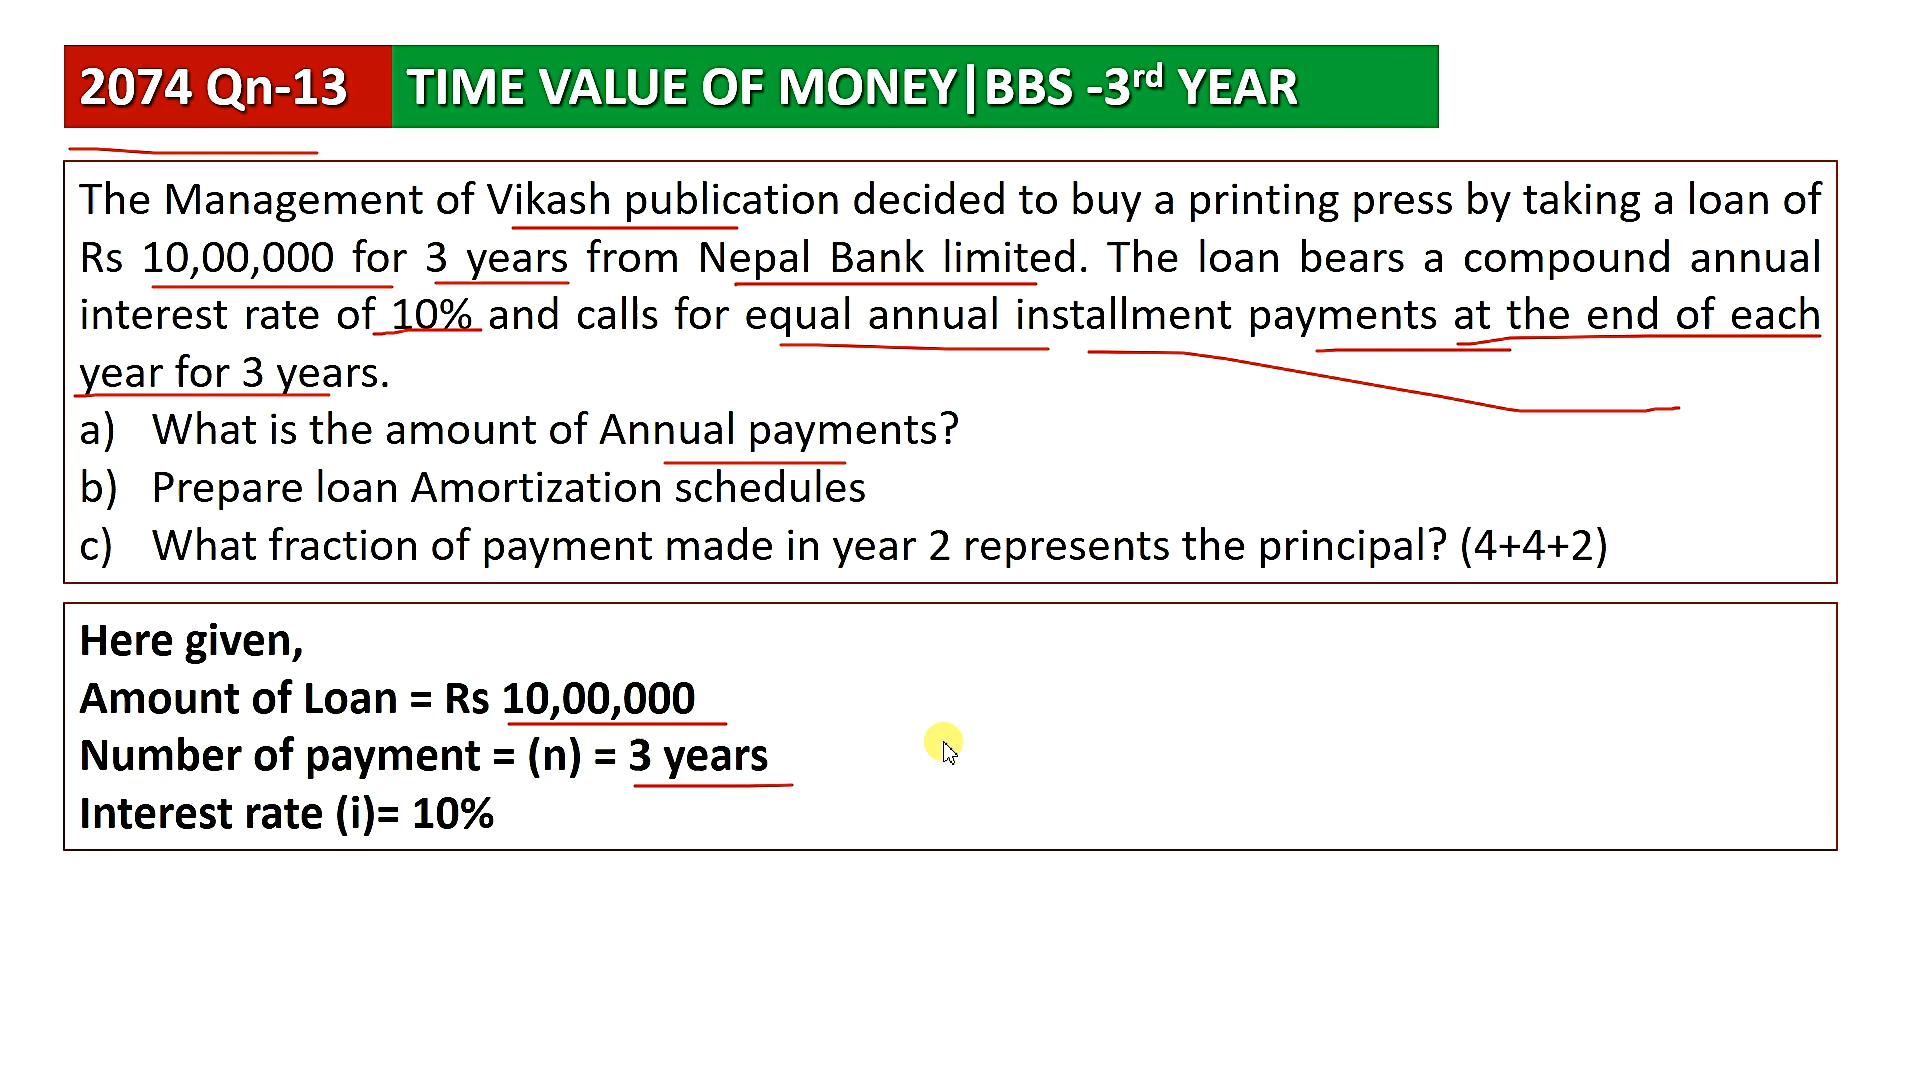 2074 Qn-13 TIME VALUE OF MONEY|BBS -3rd YEAR
The Management of Vikash publication decided to buy a printing press by taking a loan of
Rs 10,00,000 for 3 years from Nepal Bank limited. The loan bears a compound annual
interest rate of 10% and calls for equal annual installment payments at the end of each
year for 3 years.
a) What is the amount of Annual payments?
b) Prepare loan Amortization schedules
c) What fraction of payment made in year 2 represents the principal? (4+4+2)
Here given,
Amount of Loan = Rs 10,00,000
Number of payment = (n) = 3 years
Interest rate (i)= 10%